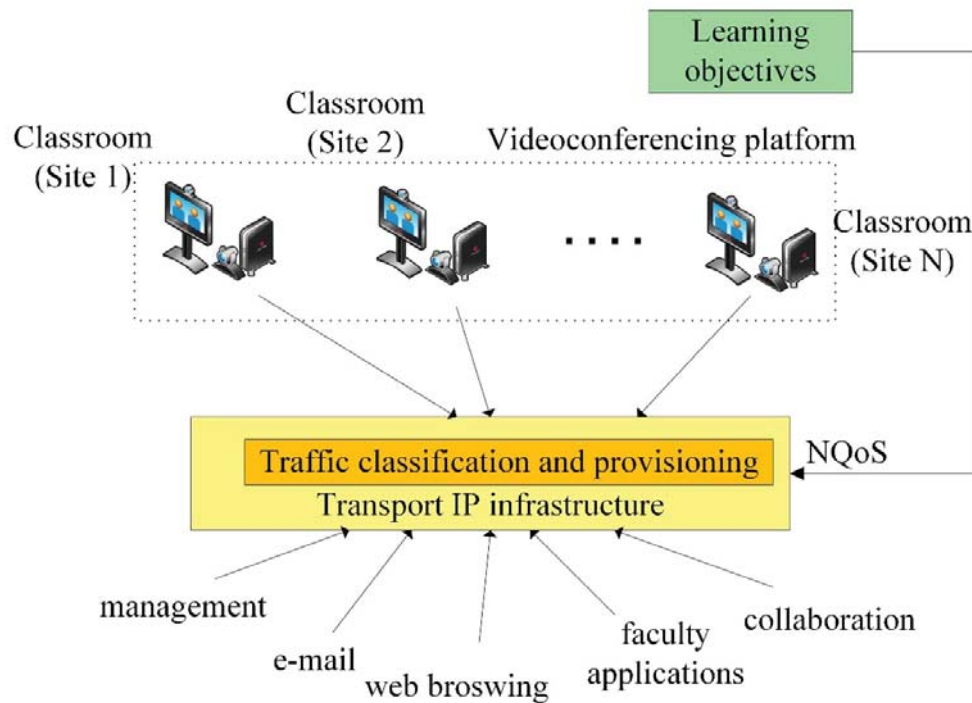 Learning
objectives
Classroom
(Site 1)
Classroom
(Site 2)
Videoconferencing platform
Classroom
(Site N)
Traffic classification and provisioning
Transport IP infrastructure
NQoS
management
e-mail
web broswing
faculty
applications
collaboration